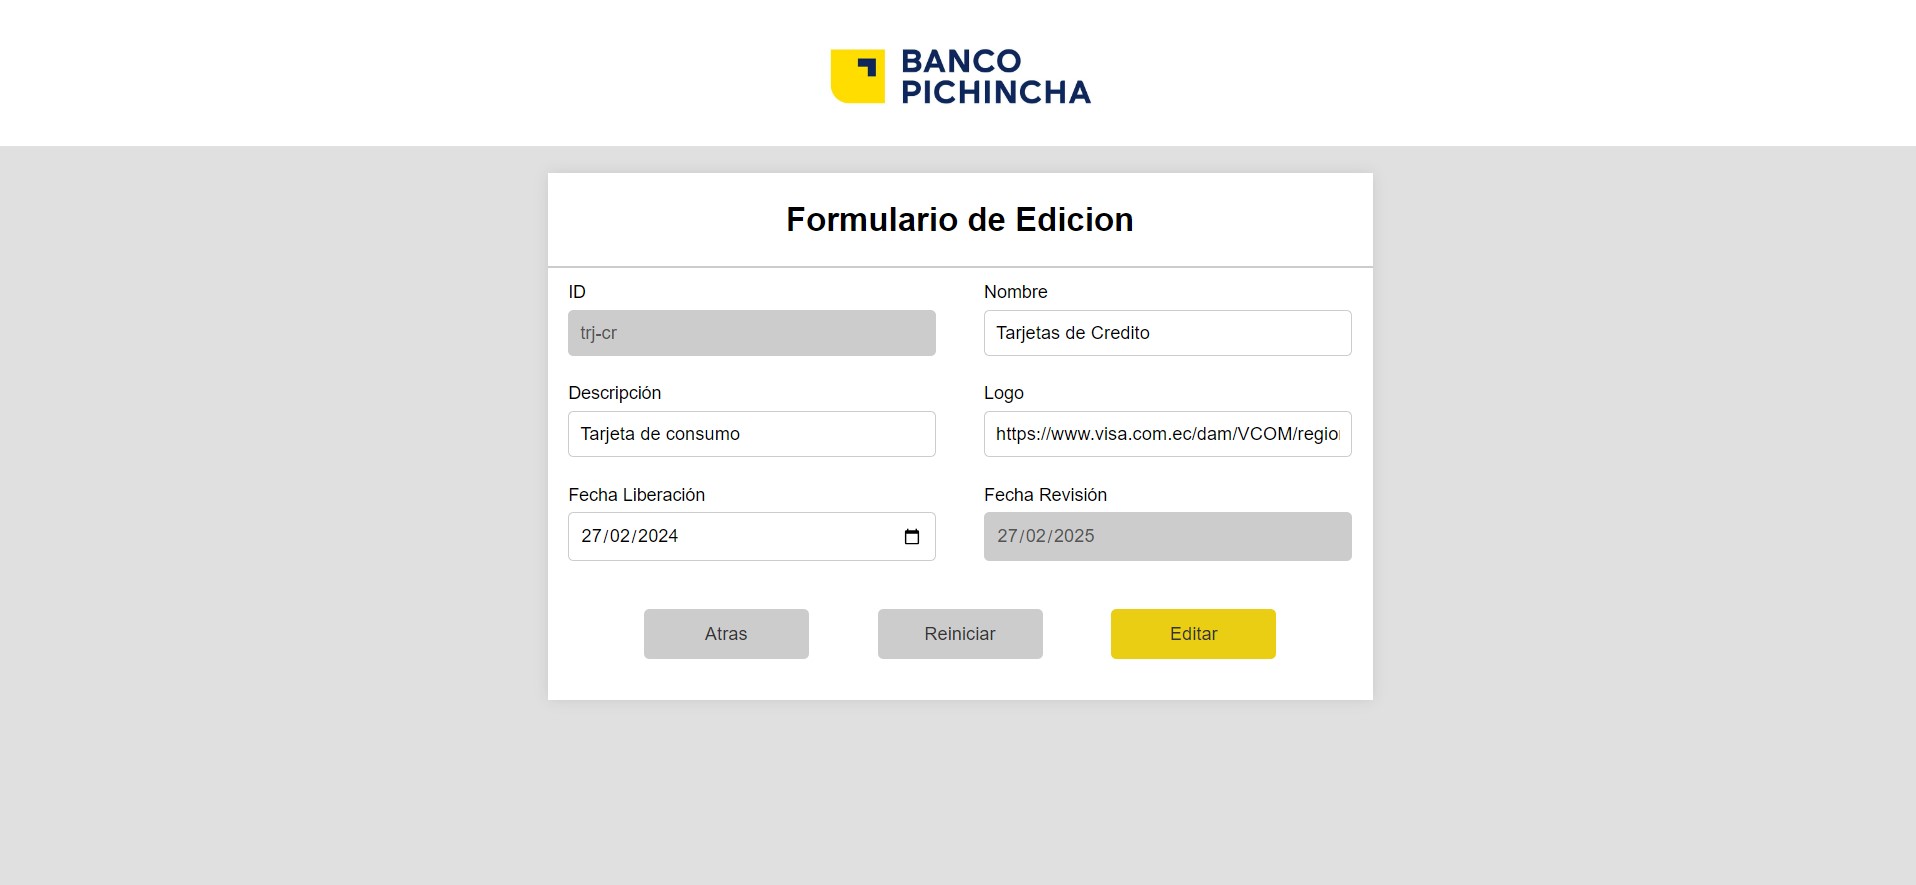 BANCO
PICHINCHA
Formulario de Edicion
ID
Nombre
trj-cr
Tarjetas de Credito
Descripción
Logo
Tarjeta de consumo
https://www.visa.com.ec/dam/VCOM/regio
Fecha Liberación
Fecha Revisión
27/02/2024
27/02/2025
Atras
Reiniciar
Editar